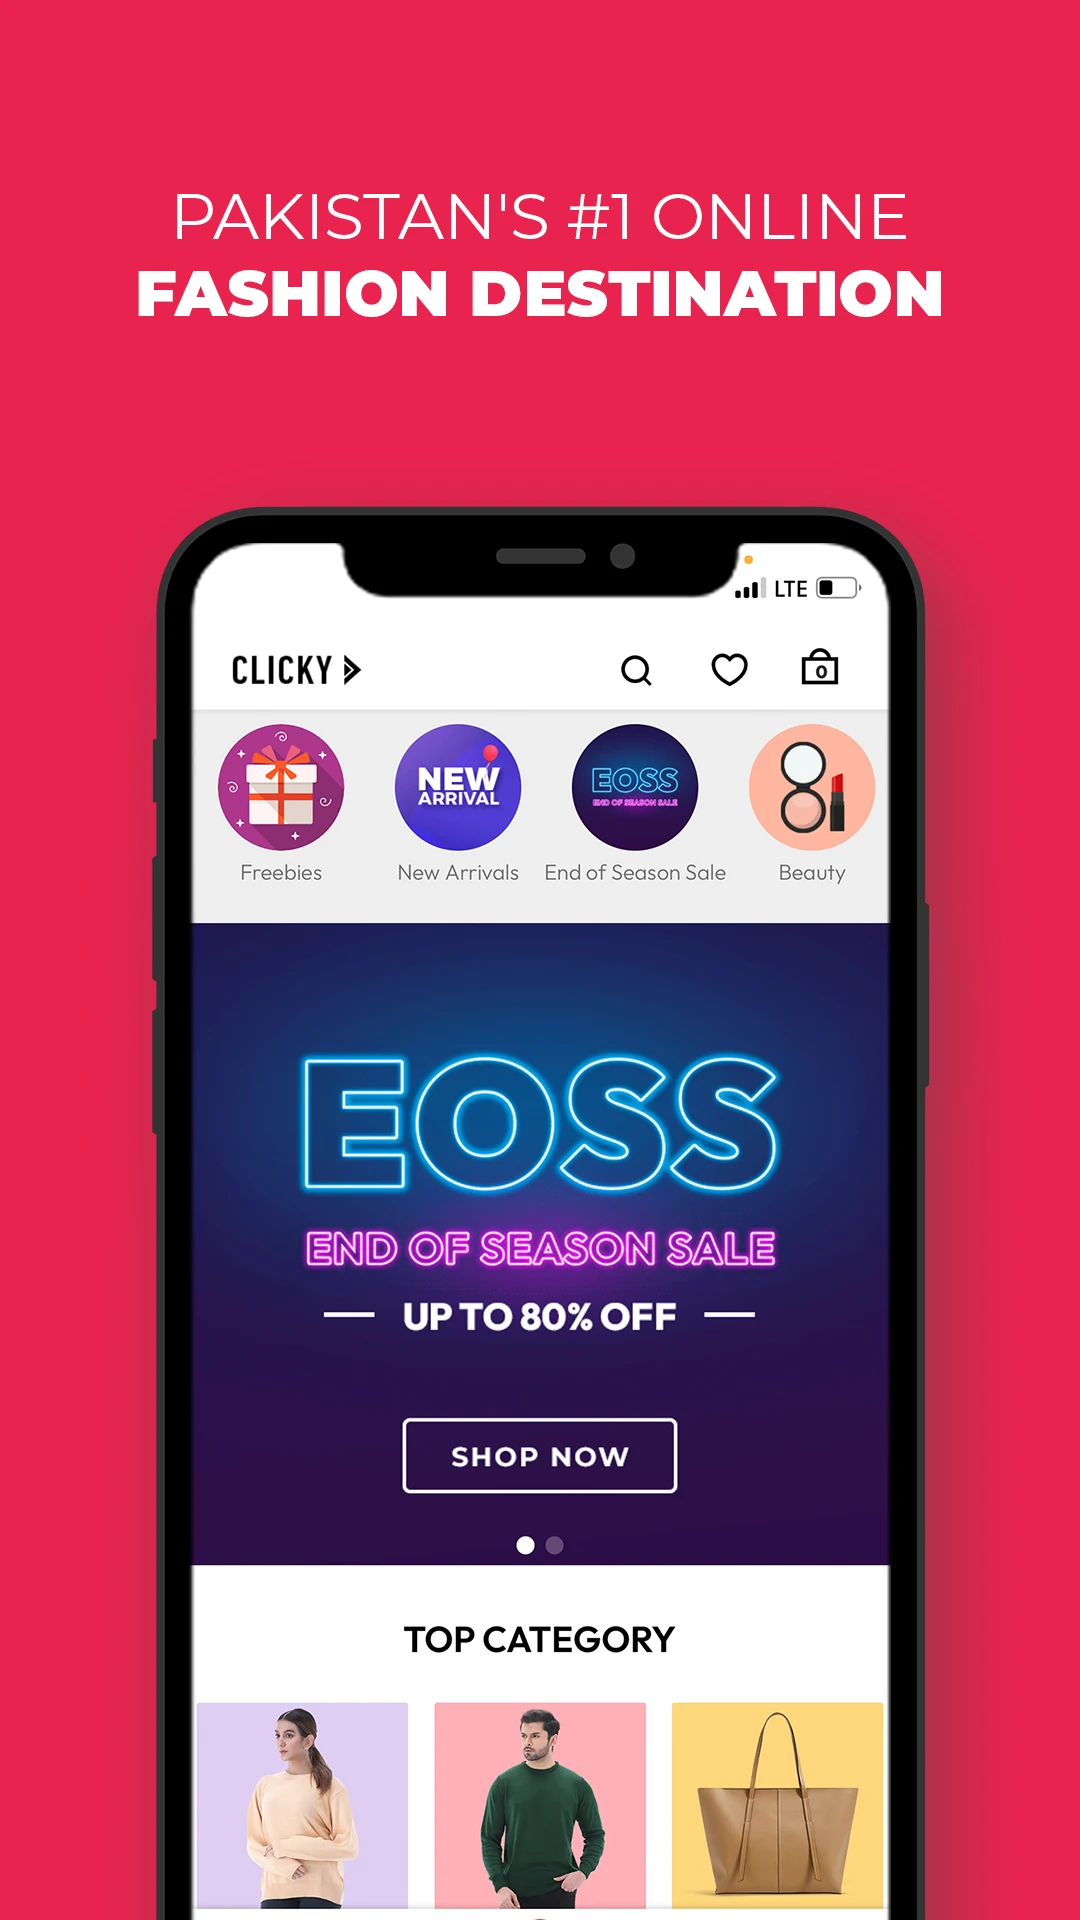 PAKISTAN'S #1 ONLINE
FASHION DESTINATION
LTE
CLICKY
0
NEW
ARRIVAL
EOSS
END OF SEASON SALE
Freebies
New Arrivals
End of Season Sale
Beauty
EOSS
END OF SEASON SALE
UP TO 80% OFF
SHOP NOW
TOP CATEGORY